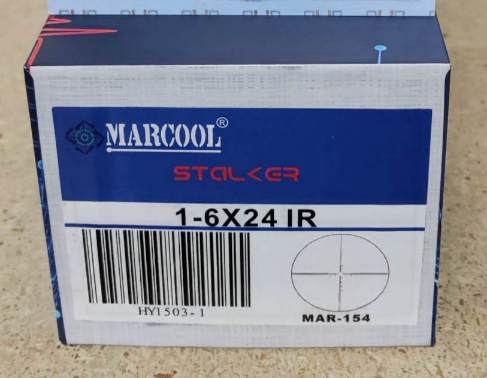 MARCOOL®
STALKER
1-6X24 IR
HY1503-1
MAR-154